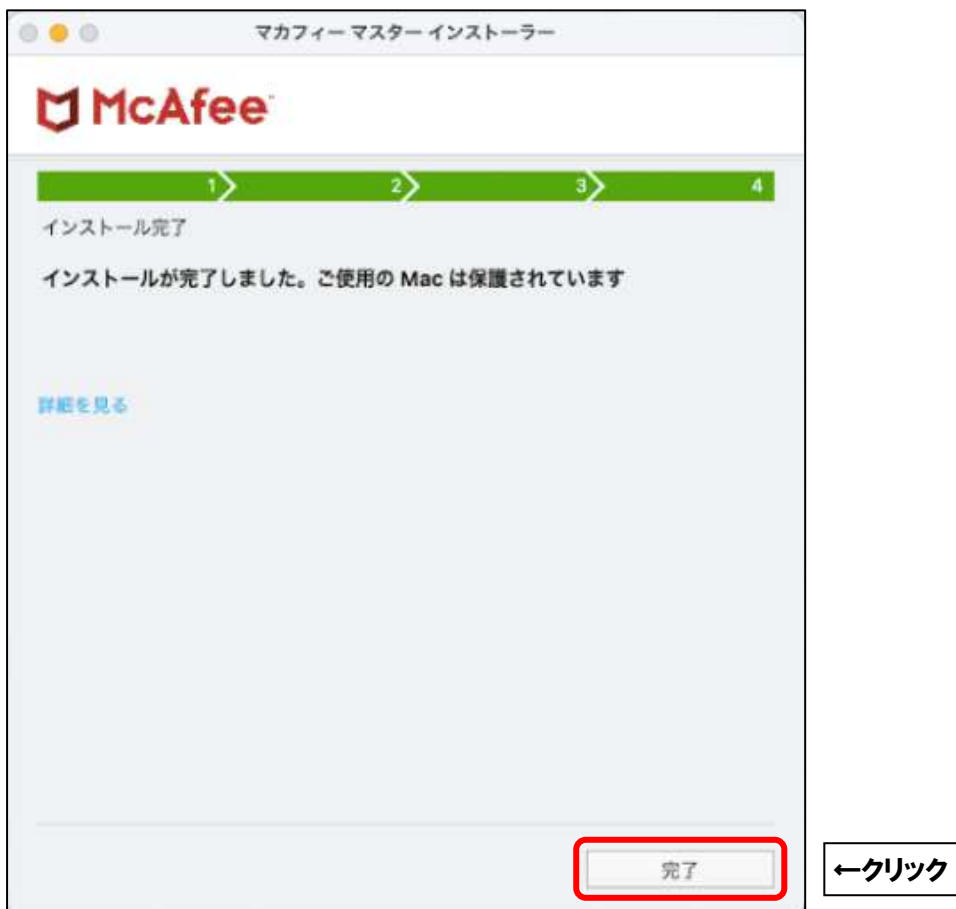 マカフィー マスター インストーラー
McAfee™
1 2 3 4
インストール完了
インストールが完了しました。ご使用の Mac は保護されています
詳細を見る
完了
←クリック